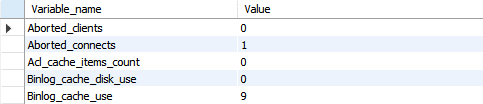 Variable_name Value
Aborted_clients 0
Aborted_connects 1
Acl_cache_items_count 0
Binlog_cache_disk_use 0
Binlog_cache_use 9